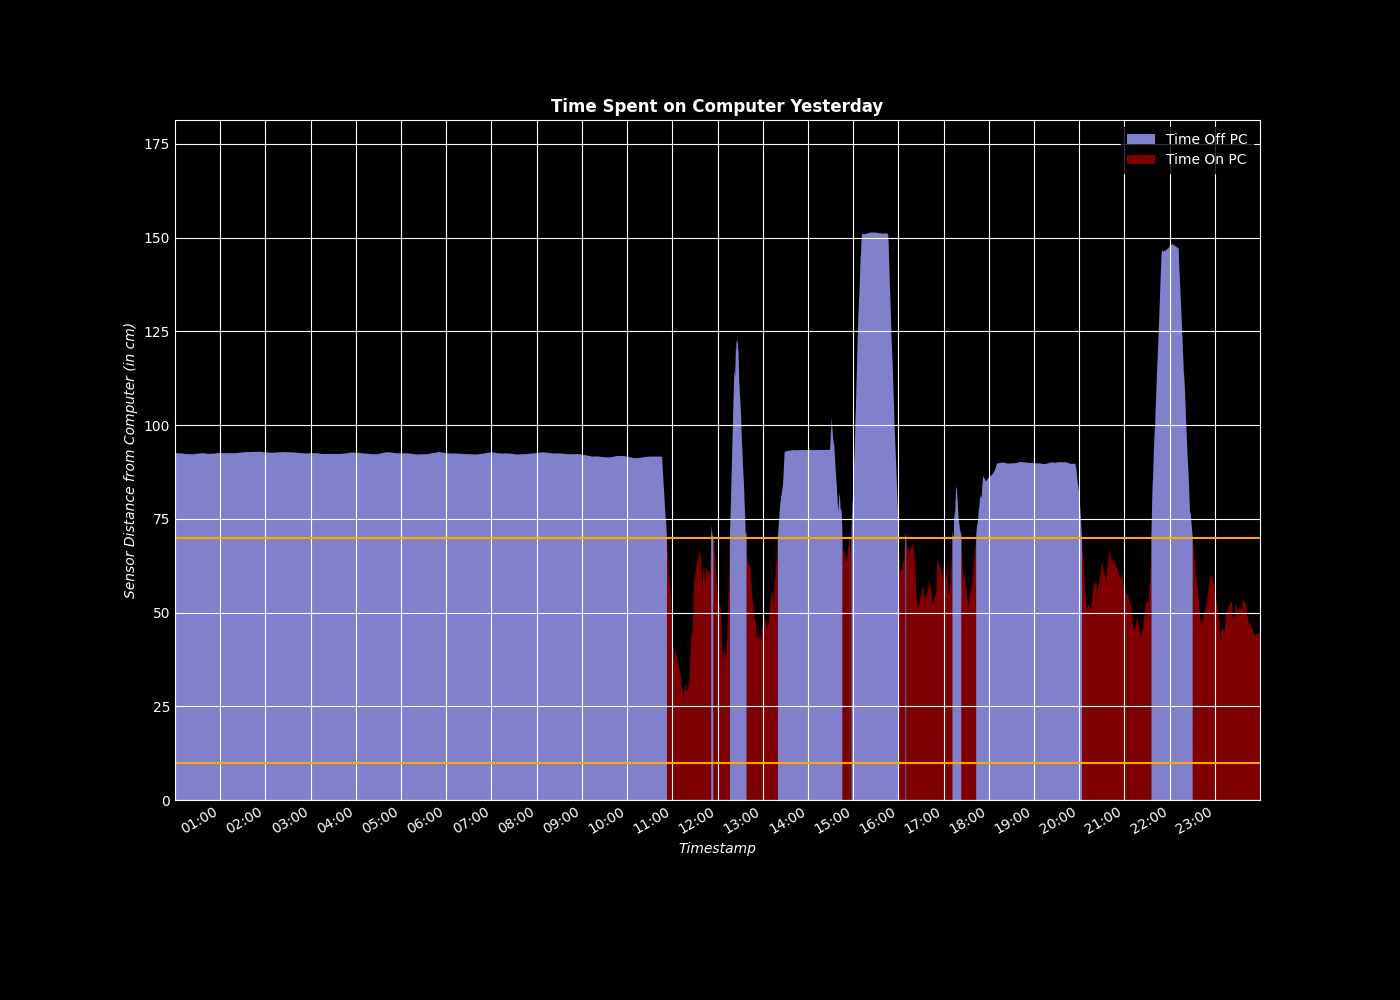 Time Spent on Computer Yesterday
Time Off PC
Time On PC
Sensor Distance from Computer (in cm)
175
150
125
100
75
50
25
0
01:00 02:00 03:00 04:00 05:00 06:00 07:00 08:00 09:00 10:00 11:00 12:00 13:00 14:00 15:00 16:00 17:00 18:00 19:00 20:00 21:00 22:00 23:00
Timestamp